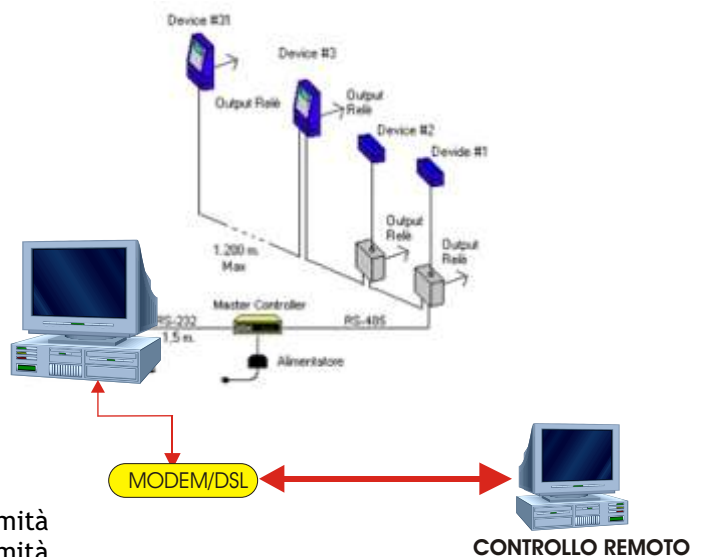 Device #31
Device #3
Output Relè
Output
Relè
Device #2
Devide #1
Output
Relè
Output
Relè
1.200 m.
Max
Master Controller
RS-232
RS-485
1,5 m.
Alimentatore
MODEM/DSL
mità
mità
CONTROLLO REMOTO